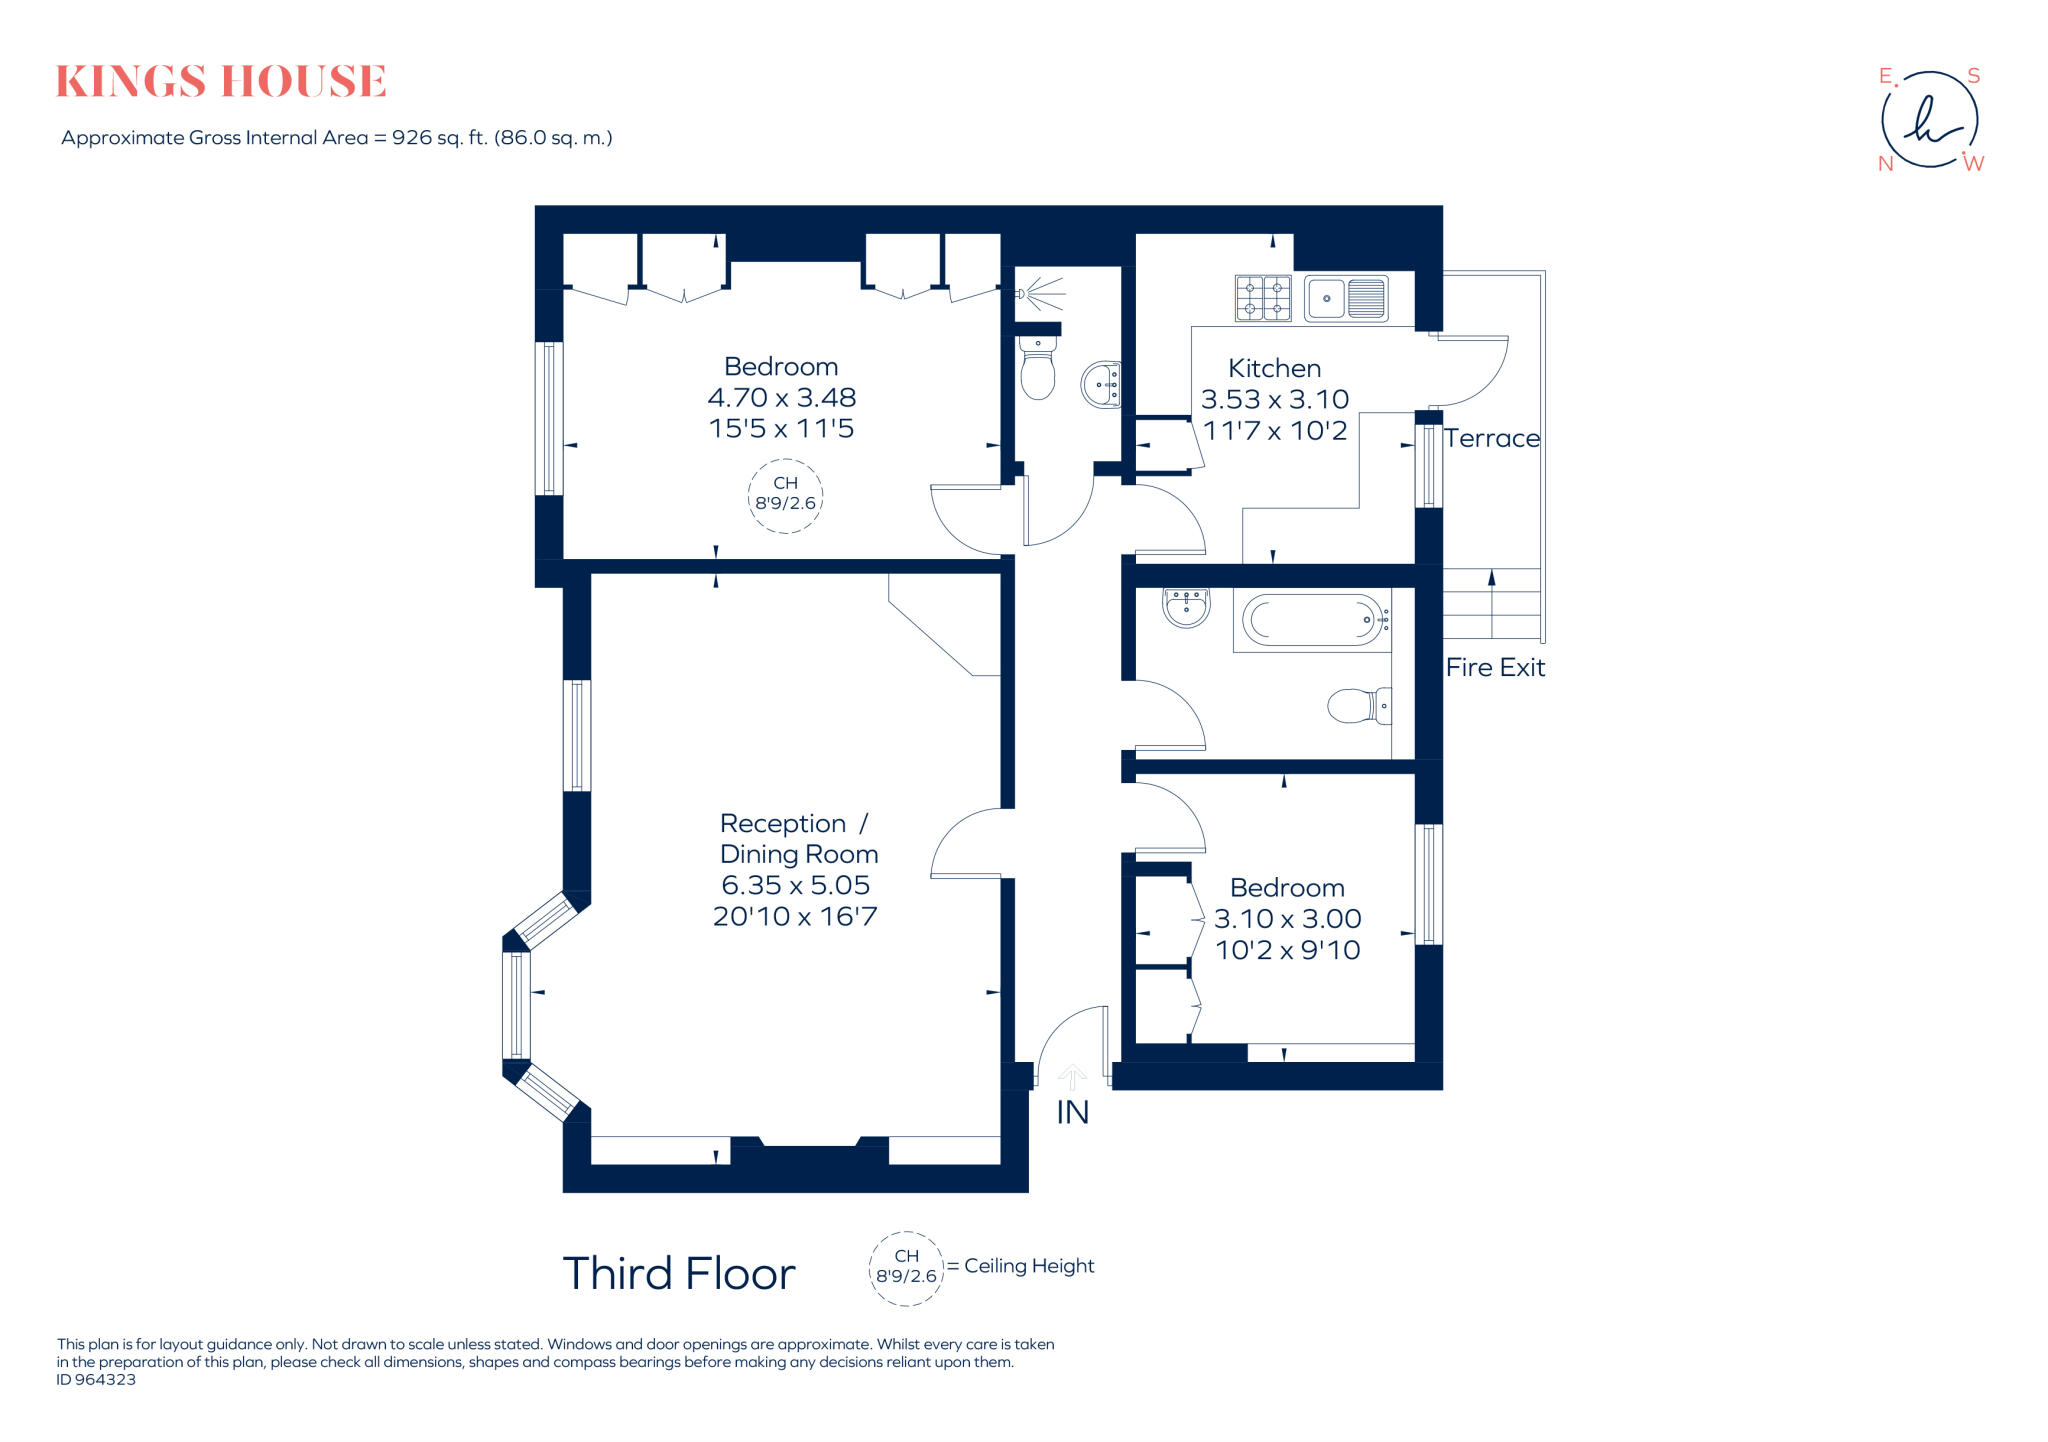 KINGS HOUSE
Approximate Gross Internal Area = 926 sq. ft. (86.0 sq. m.)
E
S
N
W
Bedroom
4.70 x 3.48
15'5 x 11'5
CH
8'9/2.6
Kitchen
3.53 x 3.10
11'7 x 10'2
Terrace
Fire Exit
Reception /
Dining Room
6.35 x 5.05
20'10 x 16'7
Bedroom
3.10 x 3.00
10'2 x 9'10
IN
Third Floor
CH
8'9/2.6
= Ceiling Height
This plan is for layout guidance only. Not drawn to scale unless stated. Windows and door openings are approximate. Whilst every care is taken
in the preparation of this plan, please check all dimensions, shapes and compass bearings before making any decisions reliant upon them.
ID 964323